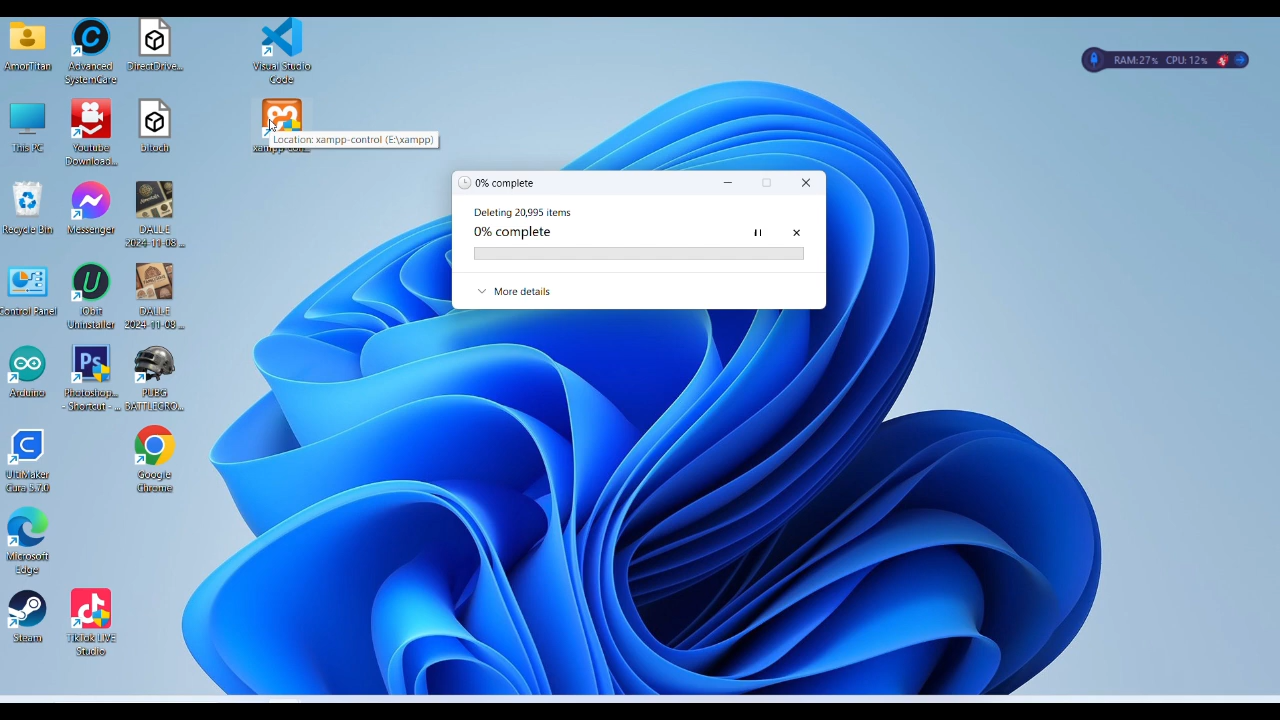 AmorTitan
Advanced
SystemCare
DirectDrive...
Visual Studio
Code
RAM:27% CPU: 12%
This PC
Youtube
Download...
b.toch
xampp-con...
Location: xampp-control (E:\xampp)
0% complete
Deleting 20,995 items
0% complete
More details
Recycle Bin
Messenger
DALLE
2024-11-08 ...
Control Panel
IObit
Uninstaller
DALLE
2024-11-08 ...
Arduino
Photoshop...
- Shortcut - ...
PUBG
BATTLEGRO...
UltiMaker
Cura 5.7.0
Google
Chrome
Microsoft
Edge
Steam
TikTok LIVE
Studio